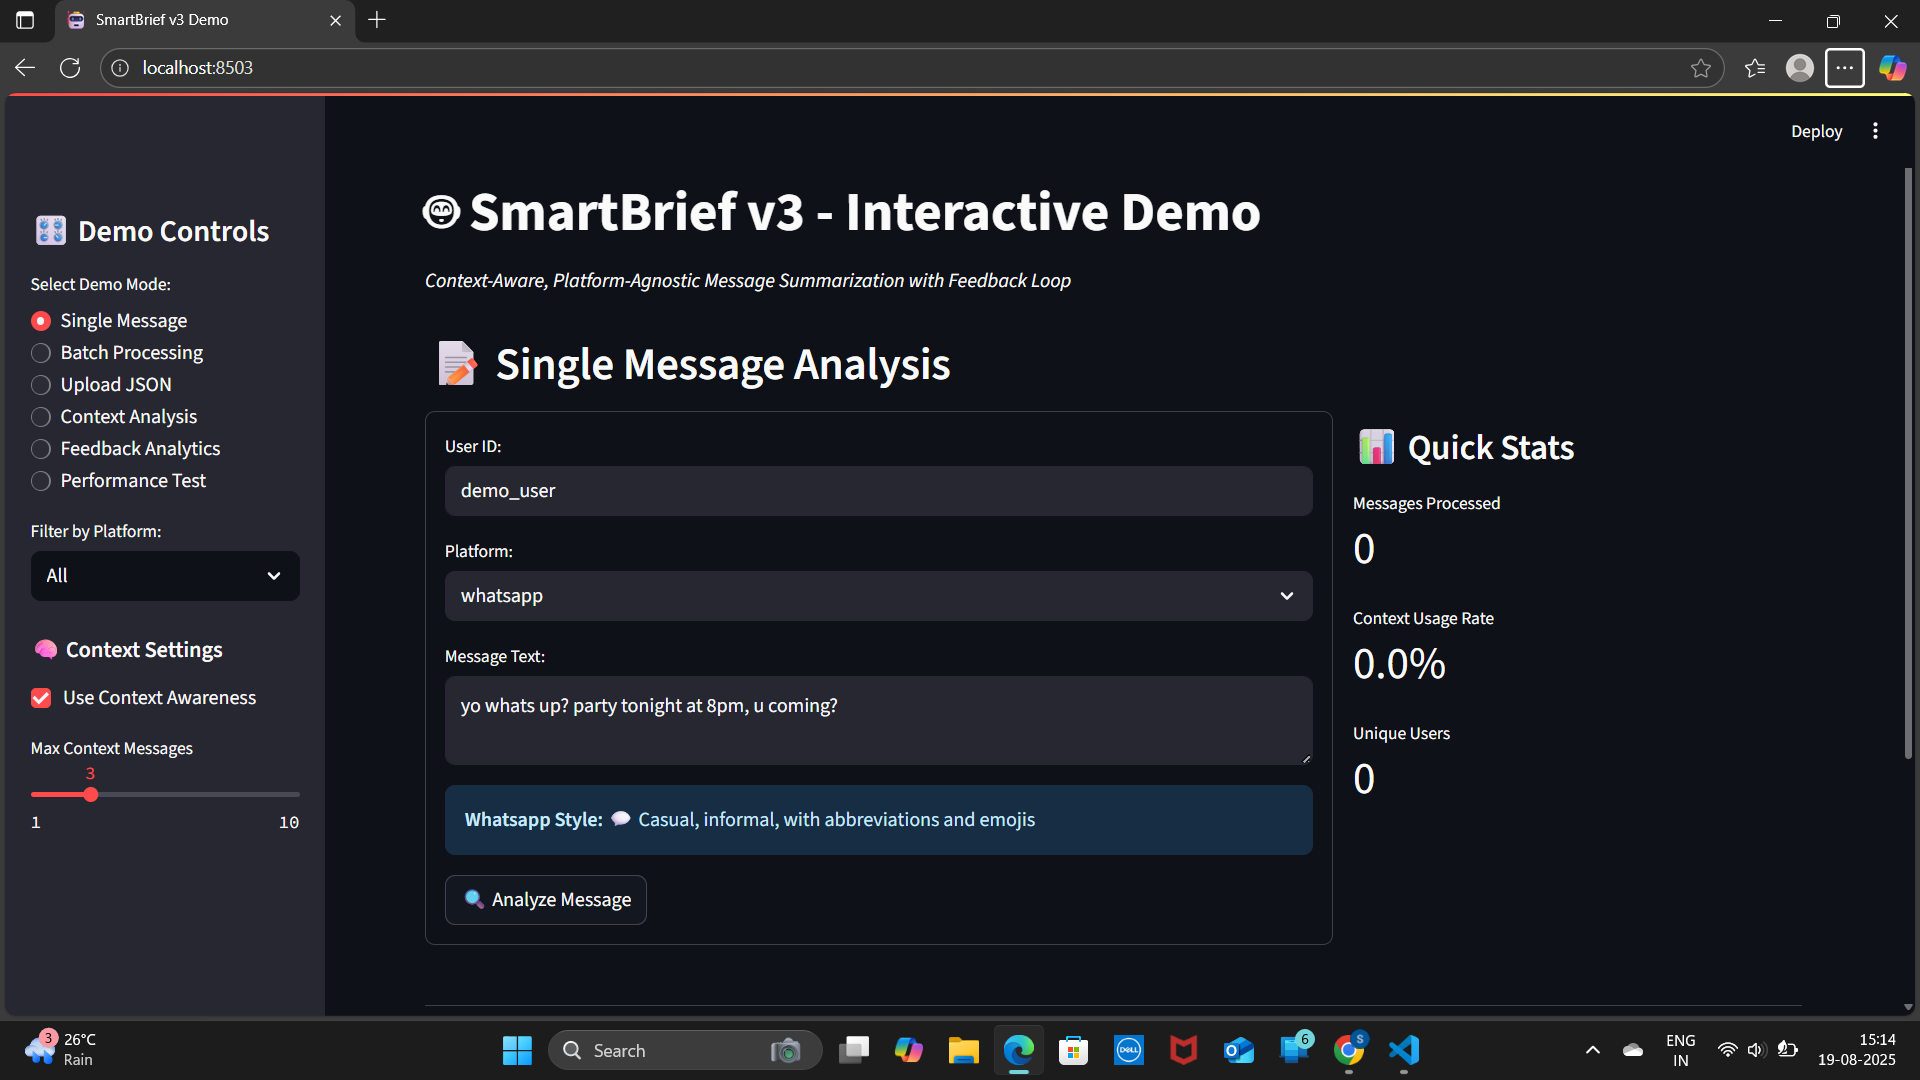 SmartBrief v3 Demo
localhost:8503
Deploy
Demo Controls
Select Demo Mode:
Single Message
Batch Processing
Upload JSON
Context Analysis
Feedback Analytics
Performance Test
Filter by Platform:
All
Context Settings
Use Context Awareness
Max Context Messages
3
1 10
SmartBrief v3 - Interactive Demo
Context-Aware, Platform-Agnostic Message Summarization with Feedback Loop
Single Message Analysis
User ID:
demo_user
Platform:
whatsapp
Message Text:
yo whats up? party tonight at 8pm, u coming?
Whatsapp Style: 💬 Casual, informal, with abbreviations and emojis
Analyze Message
Quick Stats
Messages Processed
0
Context Usage Rate
0.0%
Unique Users
0
3
26°C
Rain
Search
DELL
6
S
ENG
IN
15:14
19-08-2025